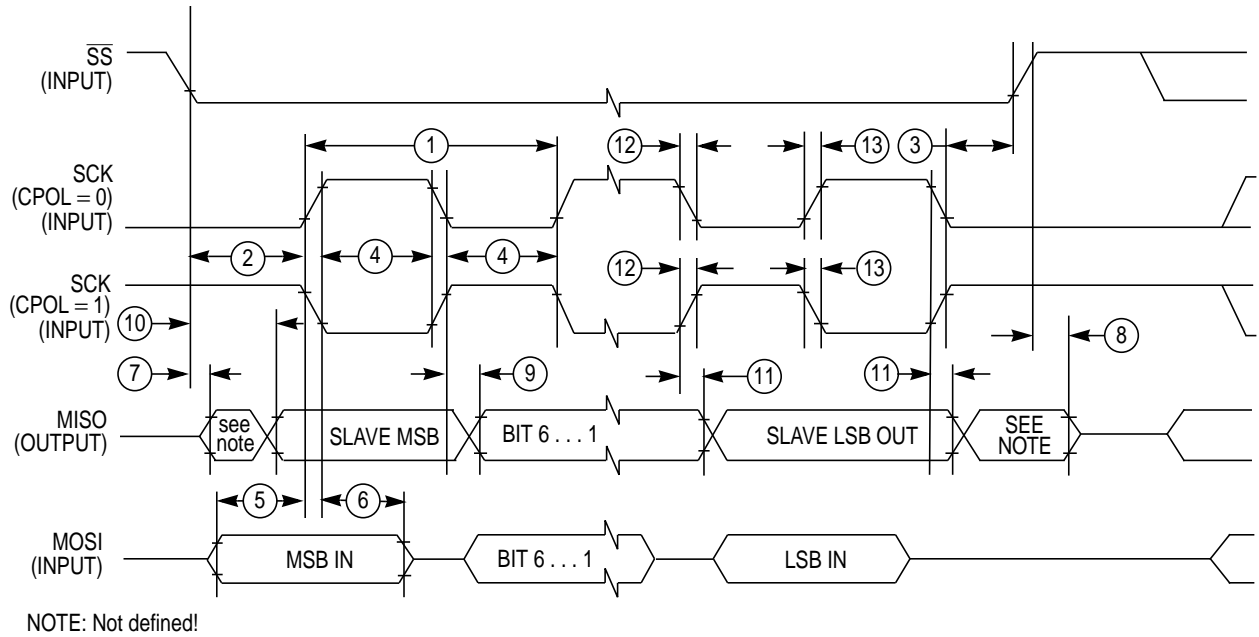 SS
(INPUT)
1
12
13
3
SCK
(CPOL = 0)
(INPUT)
2
4
4
12
13
SCK
(CPOL = 1)
(INPUT)
10
8
7
9
11
11
MISO
(OUTPUT)
see
note
SLAVE MSB
BIT 6 . . . 1
SLAVE LSB OUT
SEE
NOTE
5
6
MOSI
(INPUT)
MSB IN
BIT 6 . . . 1
LSB IN
NOTE: Not defined!